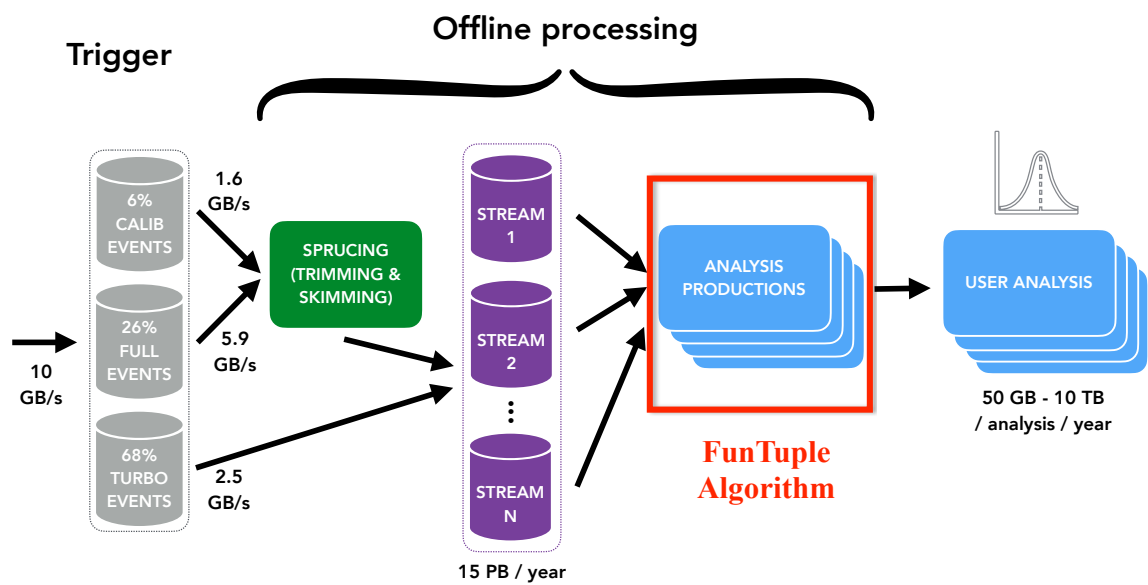 Offline processing
Trigger
6%
CALIB
EVENTS
1.6
GB/s
26%
FULL
EVENTS
5.9
GB/s
10
GB/s
68%
TURBO
EVENTS
2.5
GB/s
SPRUCING
(TRIMMING &
SKIMMING)
STREAM
1
STREAM
2
STREAM
N
15 PB / year
ANALYSIS
PRODUCTIONS
FunTuple
Algorithm
USER ANALYSIS
50 GB - 10 TB
/ analysis / year